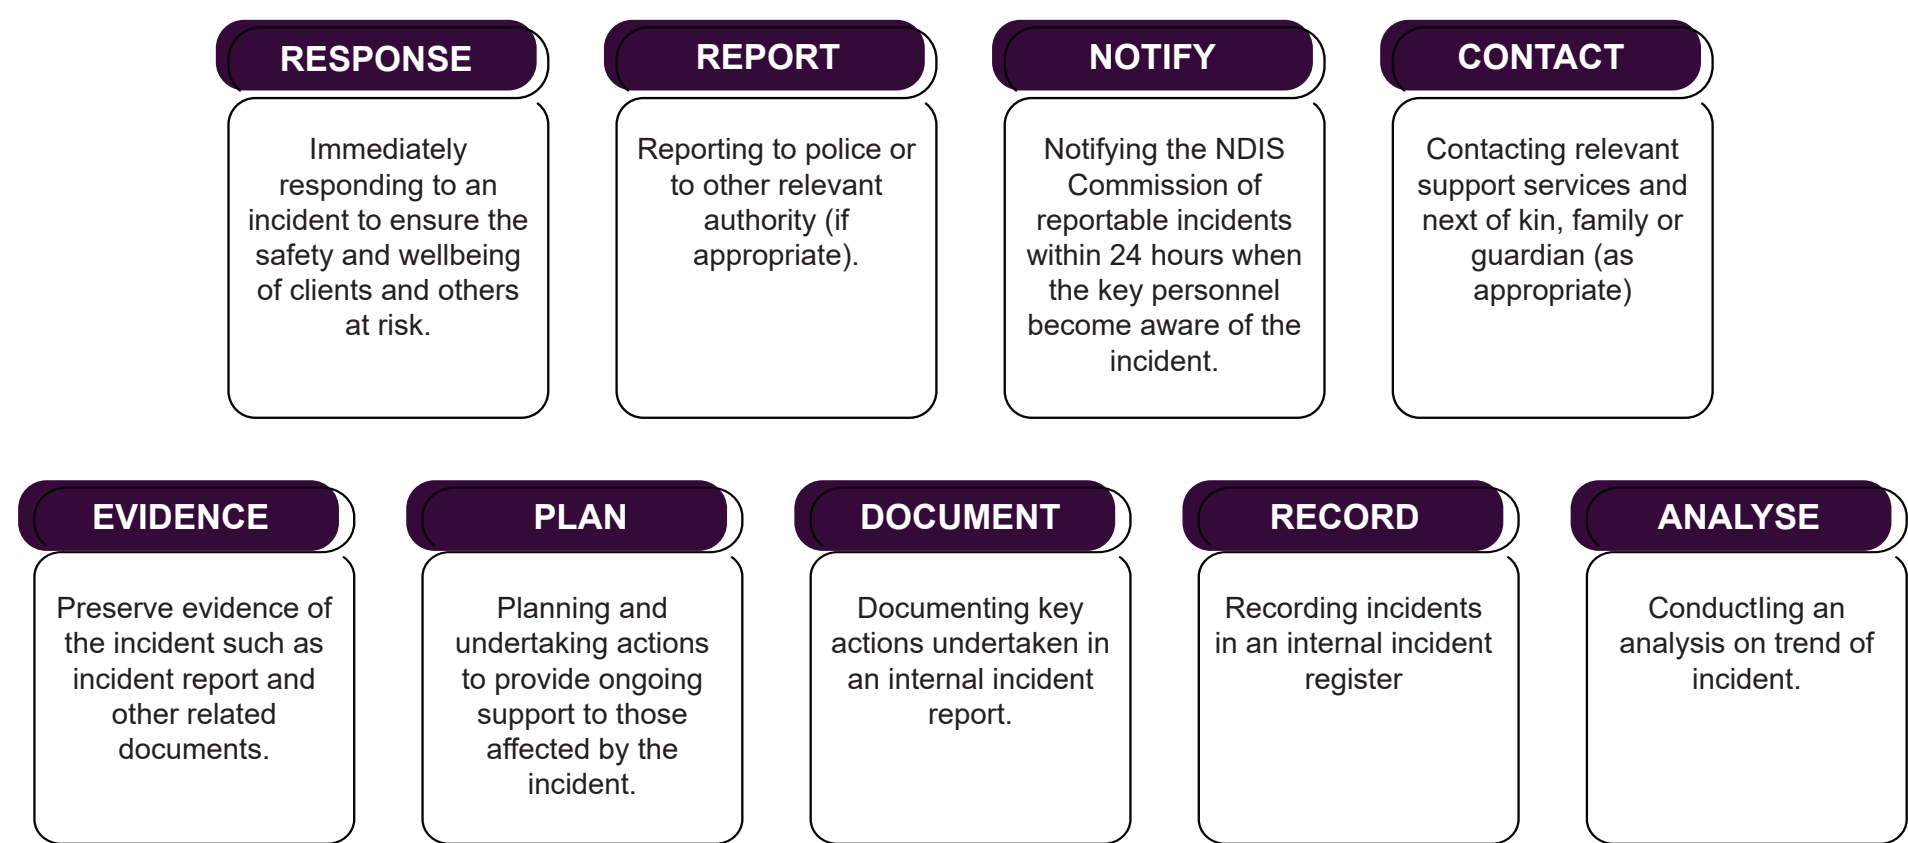 RESPONSE
Immediately
responding to an
incident to ensure the
safety and wellbeing
of clients and others
at risk.
REPORT
Reporting to police or
to other relevant
authority (if
appropriate).
NOTIFY
Notifying the NDIS
Commission of
reportable incidents
within 24 hours when
the key personnel
become aware of the
incident.
CONTACT
Contacting relevant
support services and
next of kin, family or
guardian (as
appropriate)
EVIDENCE
Preserve evidence of
the incident such as
incident report and
other related
documents.
PLAN
Planning and
undertaking actions
to provide ongoing
support to those
affected by the
incident.
DOCUMENT
Documenting key
actions undertaken in
an internal incident
report.
RECORD
Recording incidents
in an internal incident
register
ANALYSE
Conductling an
analysis on trend of
incident.